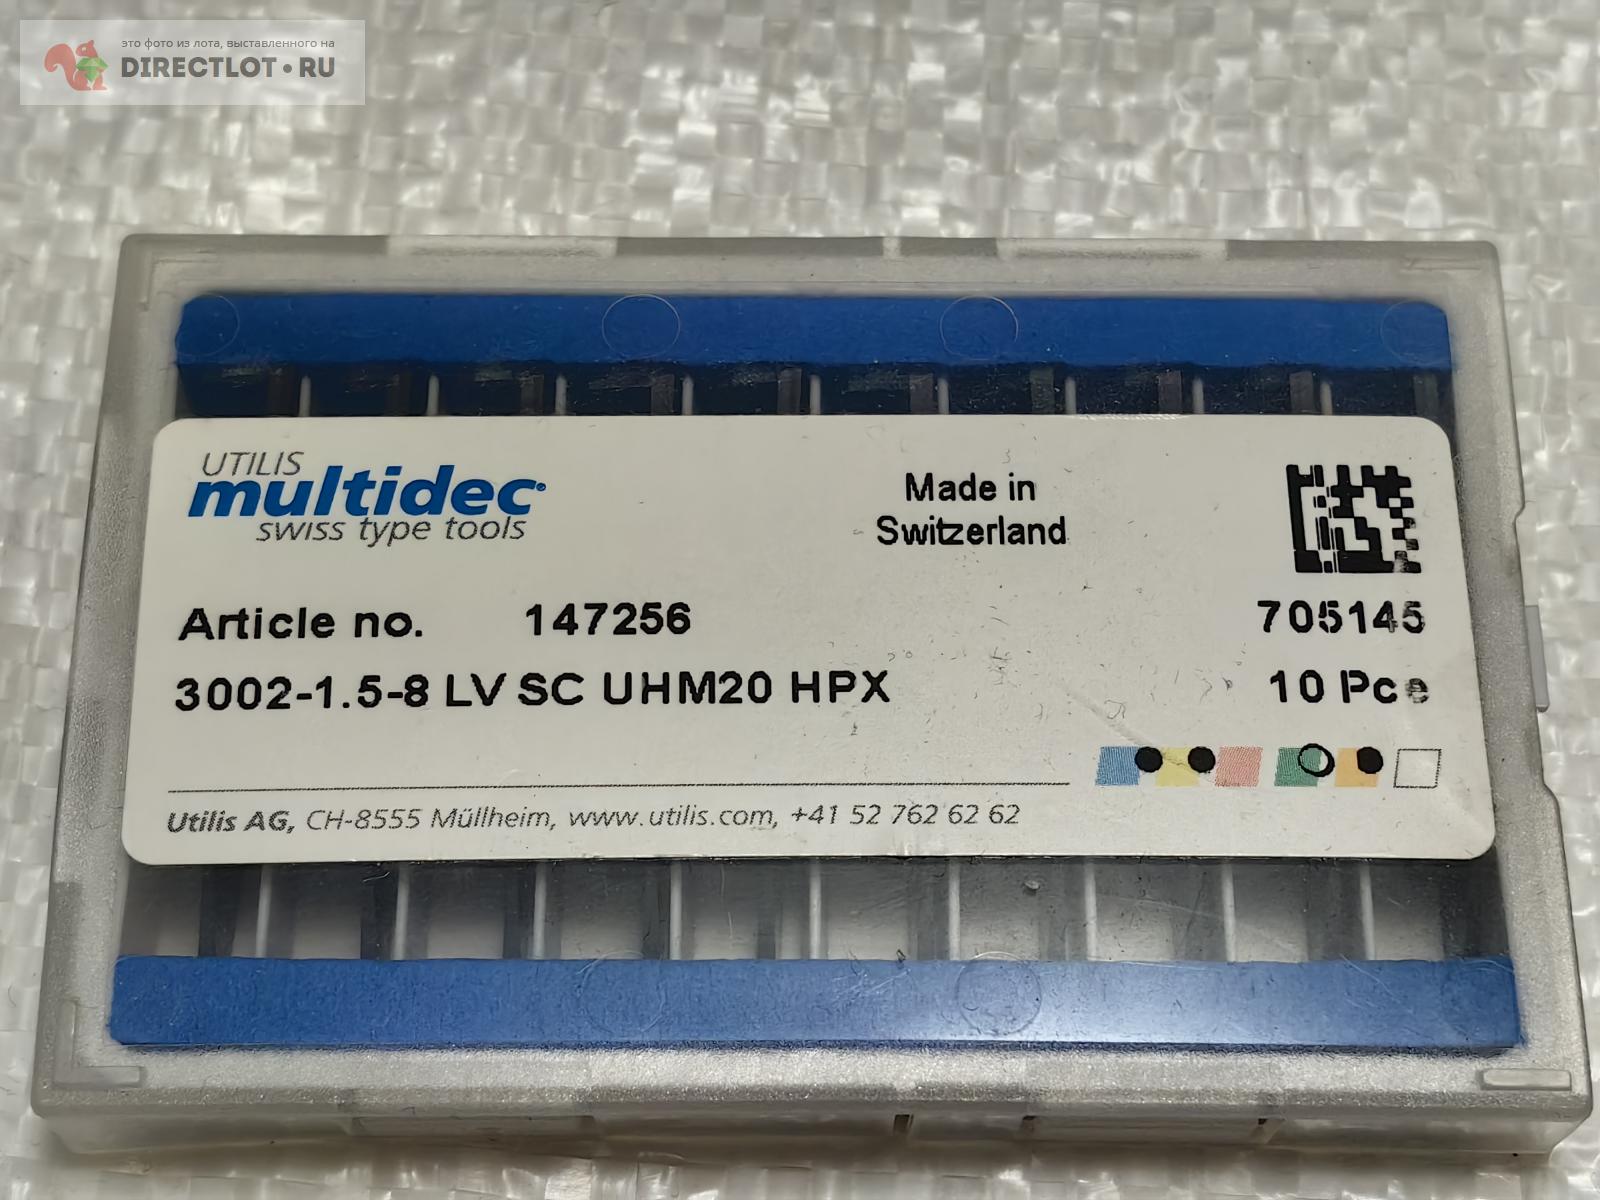 это фото из лота, выставленного на
DIRECTLOT•RU
UTILIS
multidec
swiss type tools
Made in
Switzerland
Article no. 147256 705145
3002-1.5-8 LV SC UHM20 HPX 10 Pce
Utilis AG, CH-8555 Müllheim, www.utilis.com, +41 52 762 62 62